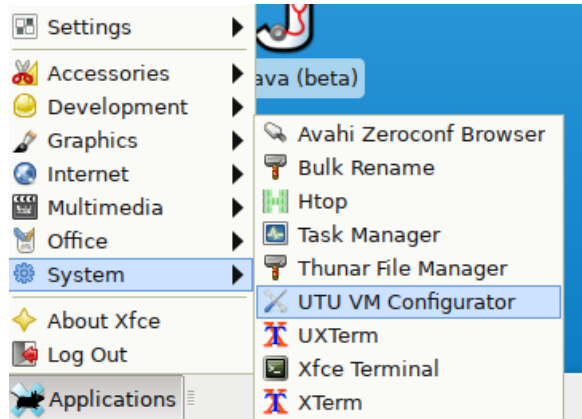 Settings
Accessories
Development
Graphics
Internet
Multimedia
Office
System
About Xfce
Log Out
Applications
ava (beta)
Avahi Zeroconf Browser
Bulk Rename
Htop
Task Manager
Thunar File Manager
UTU VM Configurator
UXTerm
Xfce Terminal
XTerm